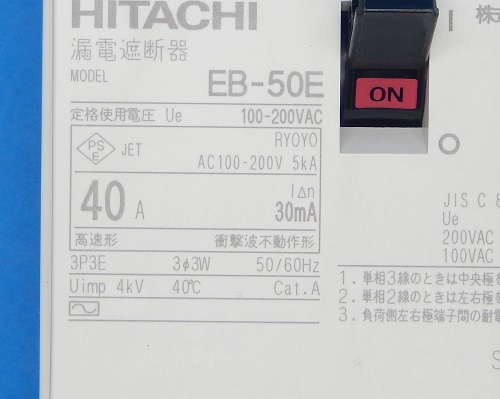 HITACHI
漏電遮断器
MODEL EB-50E
定格使用電圧 Ue 100-200VAC
PS E JET RYOYO
AC100-200V 5kA
40A IΔn 30mA
高速形 衝撃波不動作形
3P3E 3φ3W 50/60Hz
Uimp 4kV 40℃ Cat.A
株
ON
JIS C 8
Ue
200VAC
100VAC
1. 単相3線のときは中央極を
2. 単相2線のときは左右極を
3. 負荷側左右極端子間の耐電
S